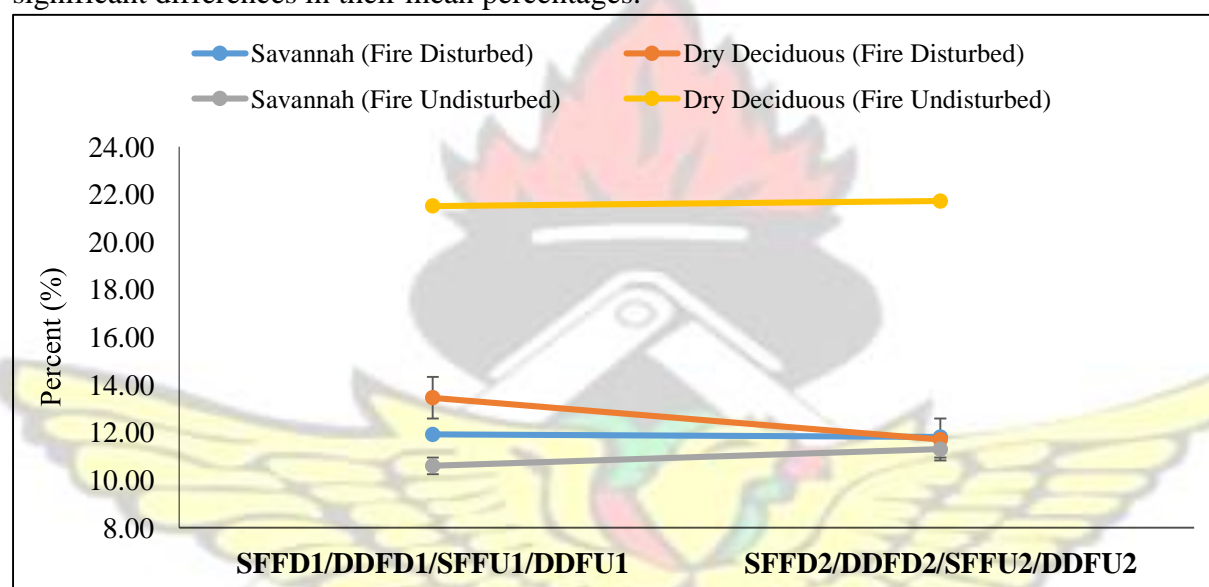 significant differences in their mean percentages.
Savannah (Fire Disturbed) Dry Deciduous (Fire Disturbed)
Savannah (Fire Undisturbed) Dry Deciduous (Fire Undisturbed)
24.00
22.00
20.00
18.00
16.00
14.00
12.00
10.00
8.00
Percent (%)
SFFD1/DDFD1/SFFU1/DDFU1 SFFD2/DDFD2/SFFU2/DDFU2